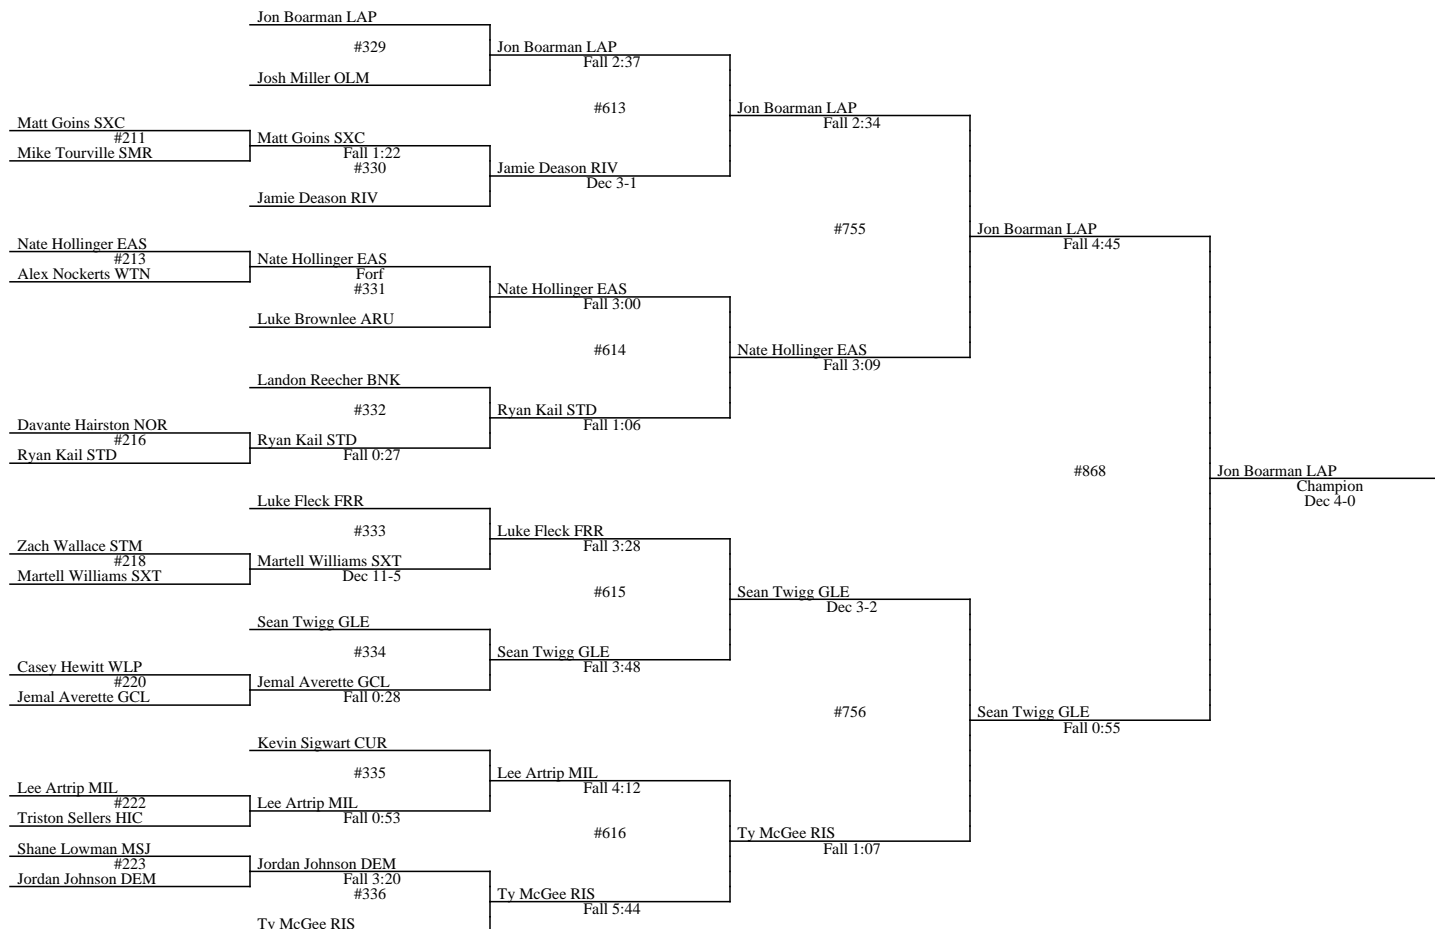 Jon Boarman LAP
#329
Jon Boarman LAP
Fall 2:37
Josh Miller OLM
#613
Jon Boarman LAP
Fall 2:34
Matt Goins SXC
#211
Matt Goins SXC
Mike Tourville SMR
Fall 1:22
#330
Jamie Deason RIV
Dec 3-1
Jamie Deason RIV
#755
Jon Boarman LAP
Fall 4:45
Nate Hollinger EAS
#213
Nate Hollinger EAS
Alex Nockerts WTN
Forf
#331
Nate Hollinger EAS
Fall 3:00
Luke Brownlee ARU
#614
Nate Hollinger EAS
Fall 3:09
Landon Reecher BNK
#332
Ryan Kail STD
Fall 1:06
Davante Hairston NOR
#216
Ryan Kail STD
Ryan Kail STD
Fall 0:27
#868
Jon Boarman LAP
Champion
Dec 4-0
Luke Fleck FRR
#333
Luke Fleck FRR
Fall 3:28
Zach Wallace STM
#218
Martell Williams SXT
Martell Williams SXT
Dec 11-5
#615
Sean Twigg GLE
Dec 3-2
Sean Twigg GLE
#334
Sean Twigg GLE
Fall 3:48
Casey Hewitt WLP
#220
Jemal Averette GCL
Jemal Averette GCL
Fall 0:28
#756
Sean Twigg GLE
Fall 0:55
Kevin Sigwart CUR
#335
Lee Artrip MIL
Fall 4:12
Lee Artrip MIL
#222
Lee Artrip MIL
Triston Sellers HIC
Fall 0:53
#616
Ty McGee RIS
Fall 1:07
Shane Lowman MSJ
#223
Jordan Johnson DEM
Jordan Johnson DEM
Fall 3:20
#336
Ty McGee RIS
Fall 5:44
Ty McGee RIS